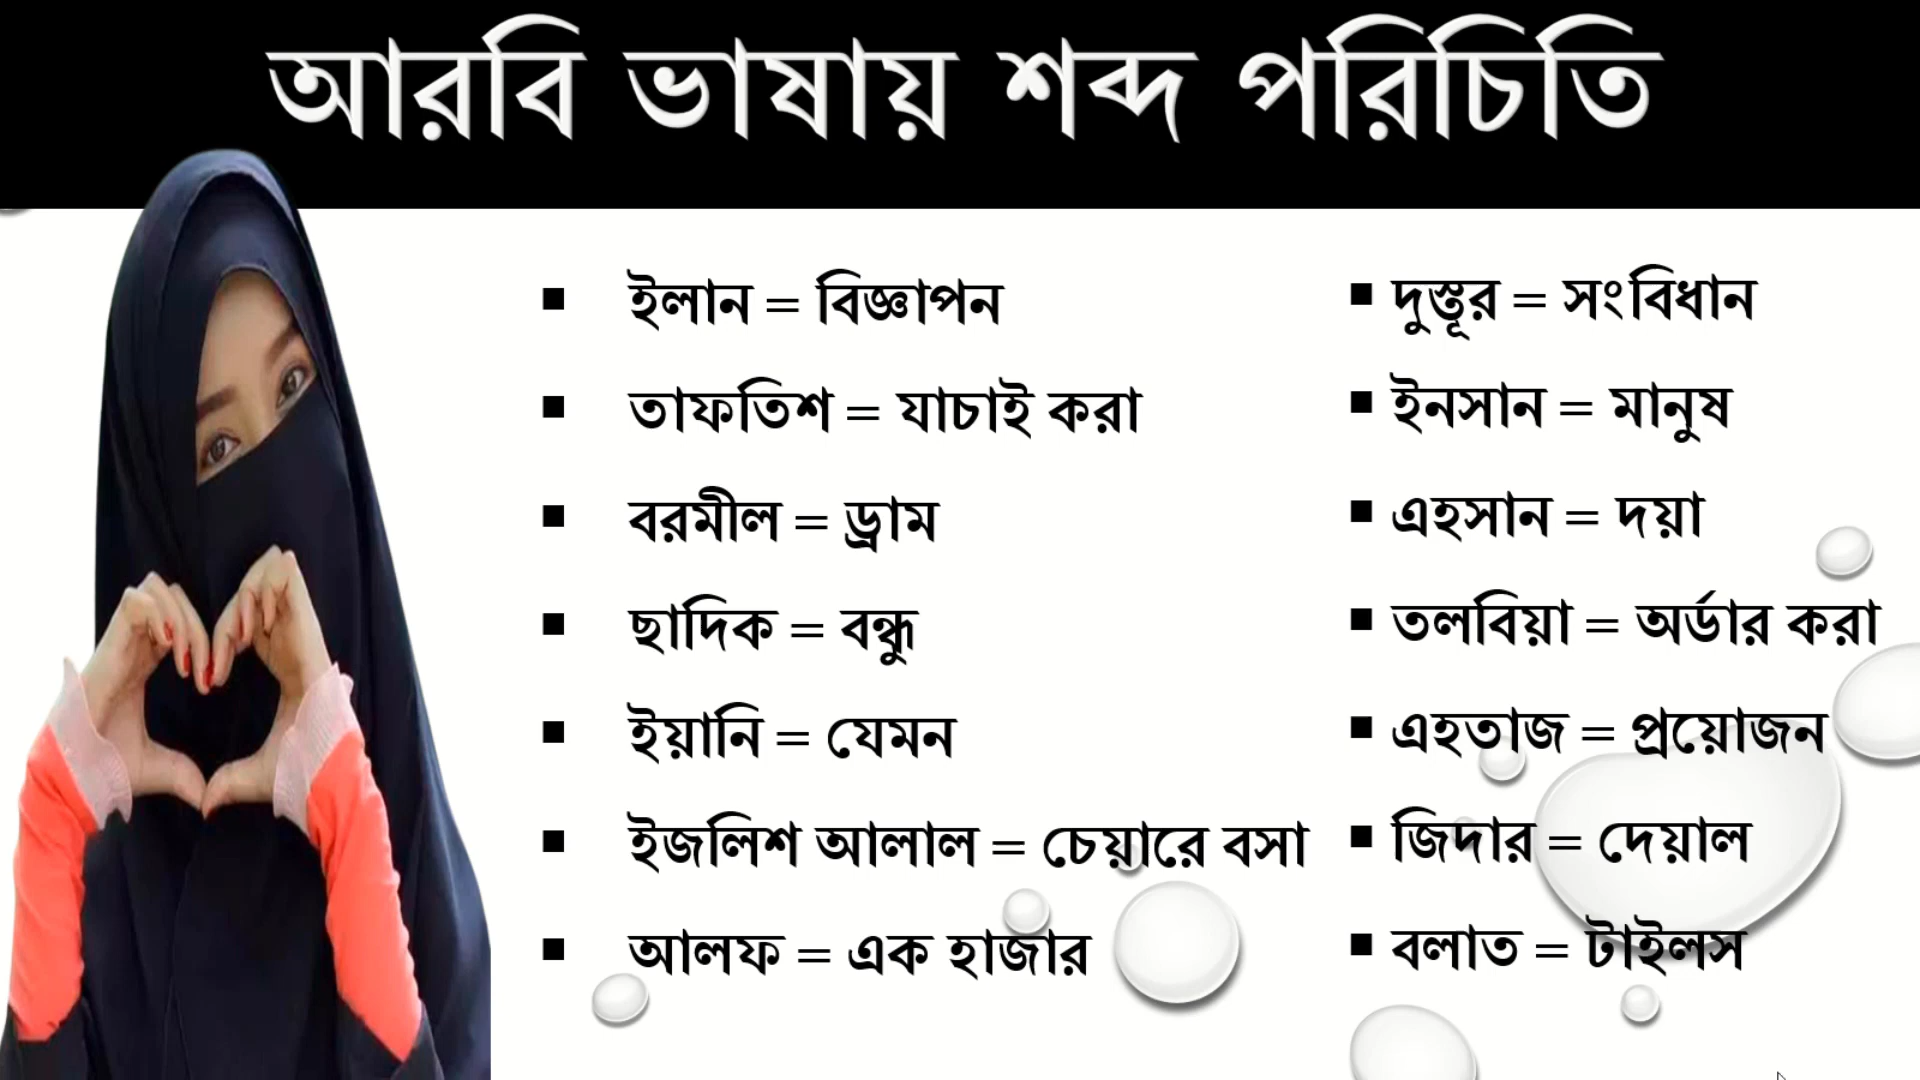 আরবি ভাষায় শব্দ পরিচিতি
▪ ইলান = বিজ্ঞাপন
▪ তাফতিশ = যাচাই করা
▪ বরমীল = ড্রাম
▪ ছাদিক = বন্ধু
▪ ইয়ানি = যেমন
▪ ইজলিশ আলাল = চেয়ারে বসা
▪ আলফ = এক হাজার
▪ দুস্তূর = সংবিধান
▪ ইনসান = মানুষ
▪ এহসান = দয়া
▪ তলবিয়া = অর্ডার করা
▪ এহতাজ = প্রয়োজন
▪ জিদার = দেয়াল
▪ বলাত = টাইলস